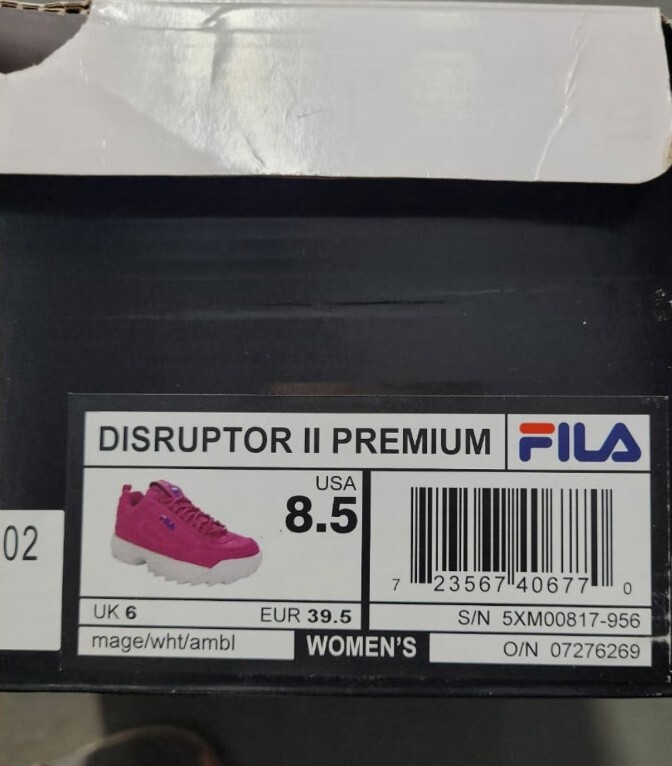 DISRUPTOR II PREMIUM FILA
USA
8.5
FILA
02
7 23567 40677 0
UK 6 EUR 39.5 S/N 5XM00817-956
mage/wht/ambl WOMEN'S O/N 07276269